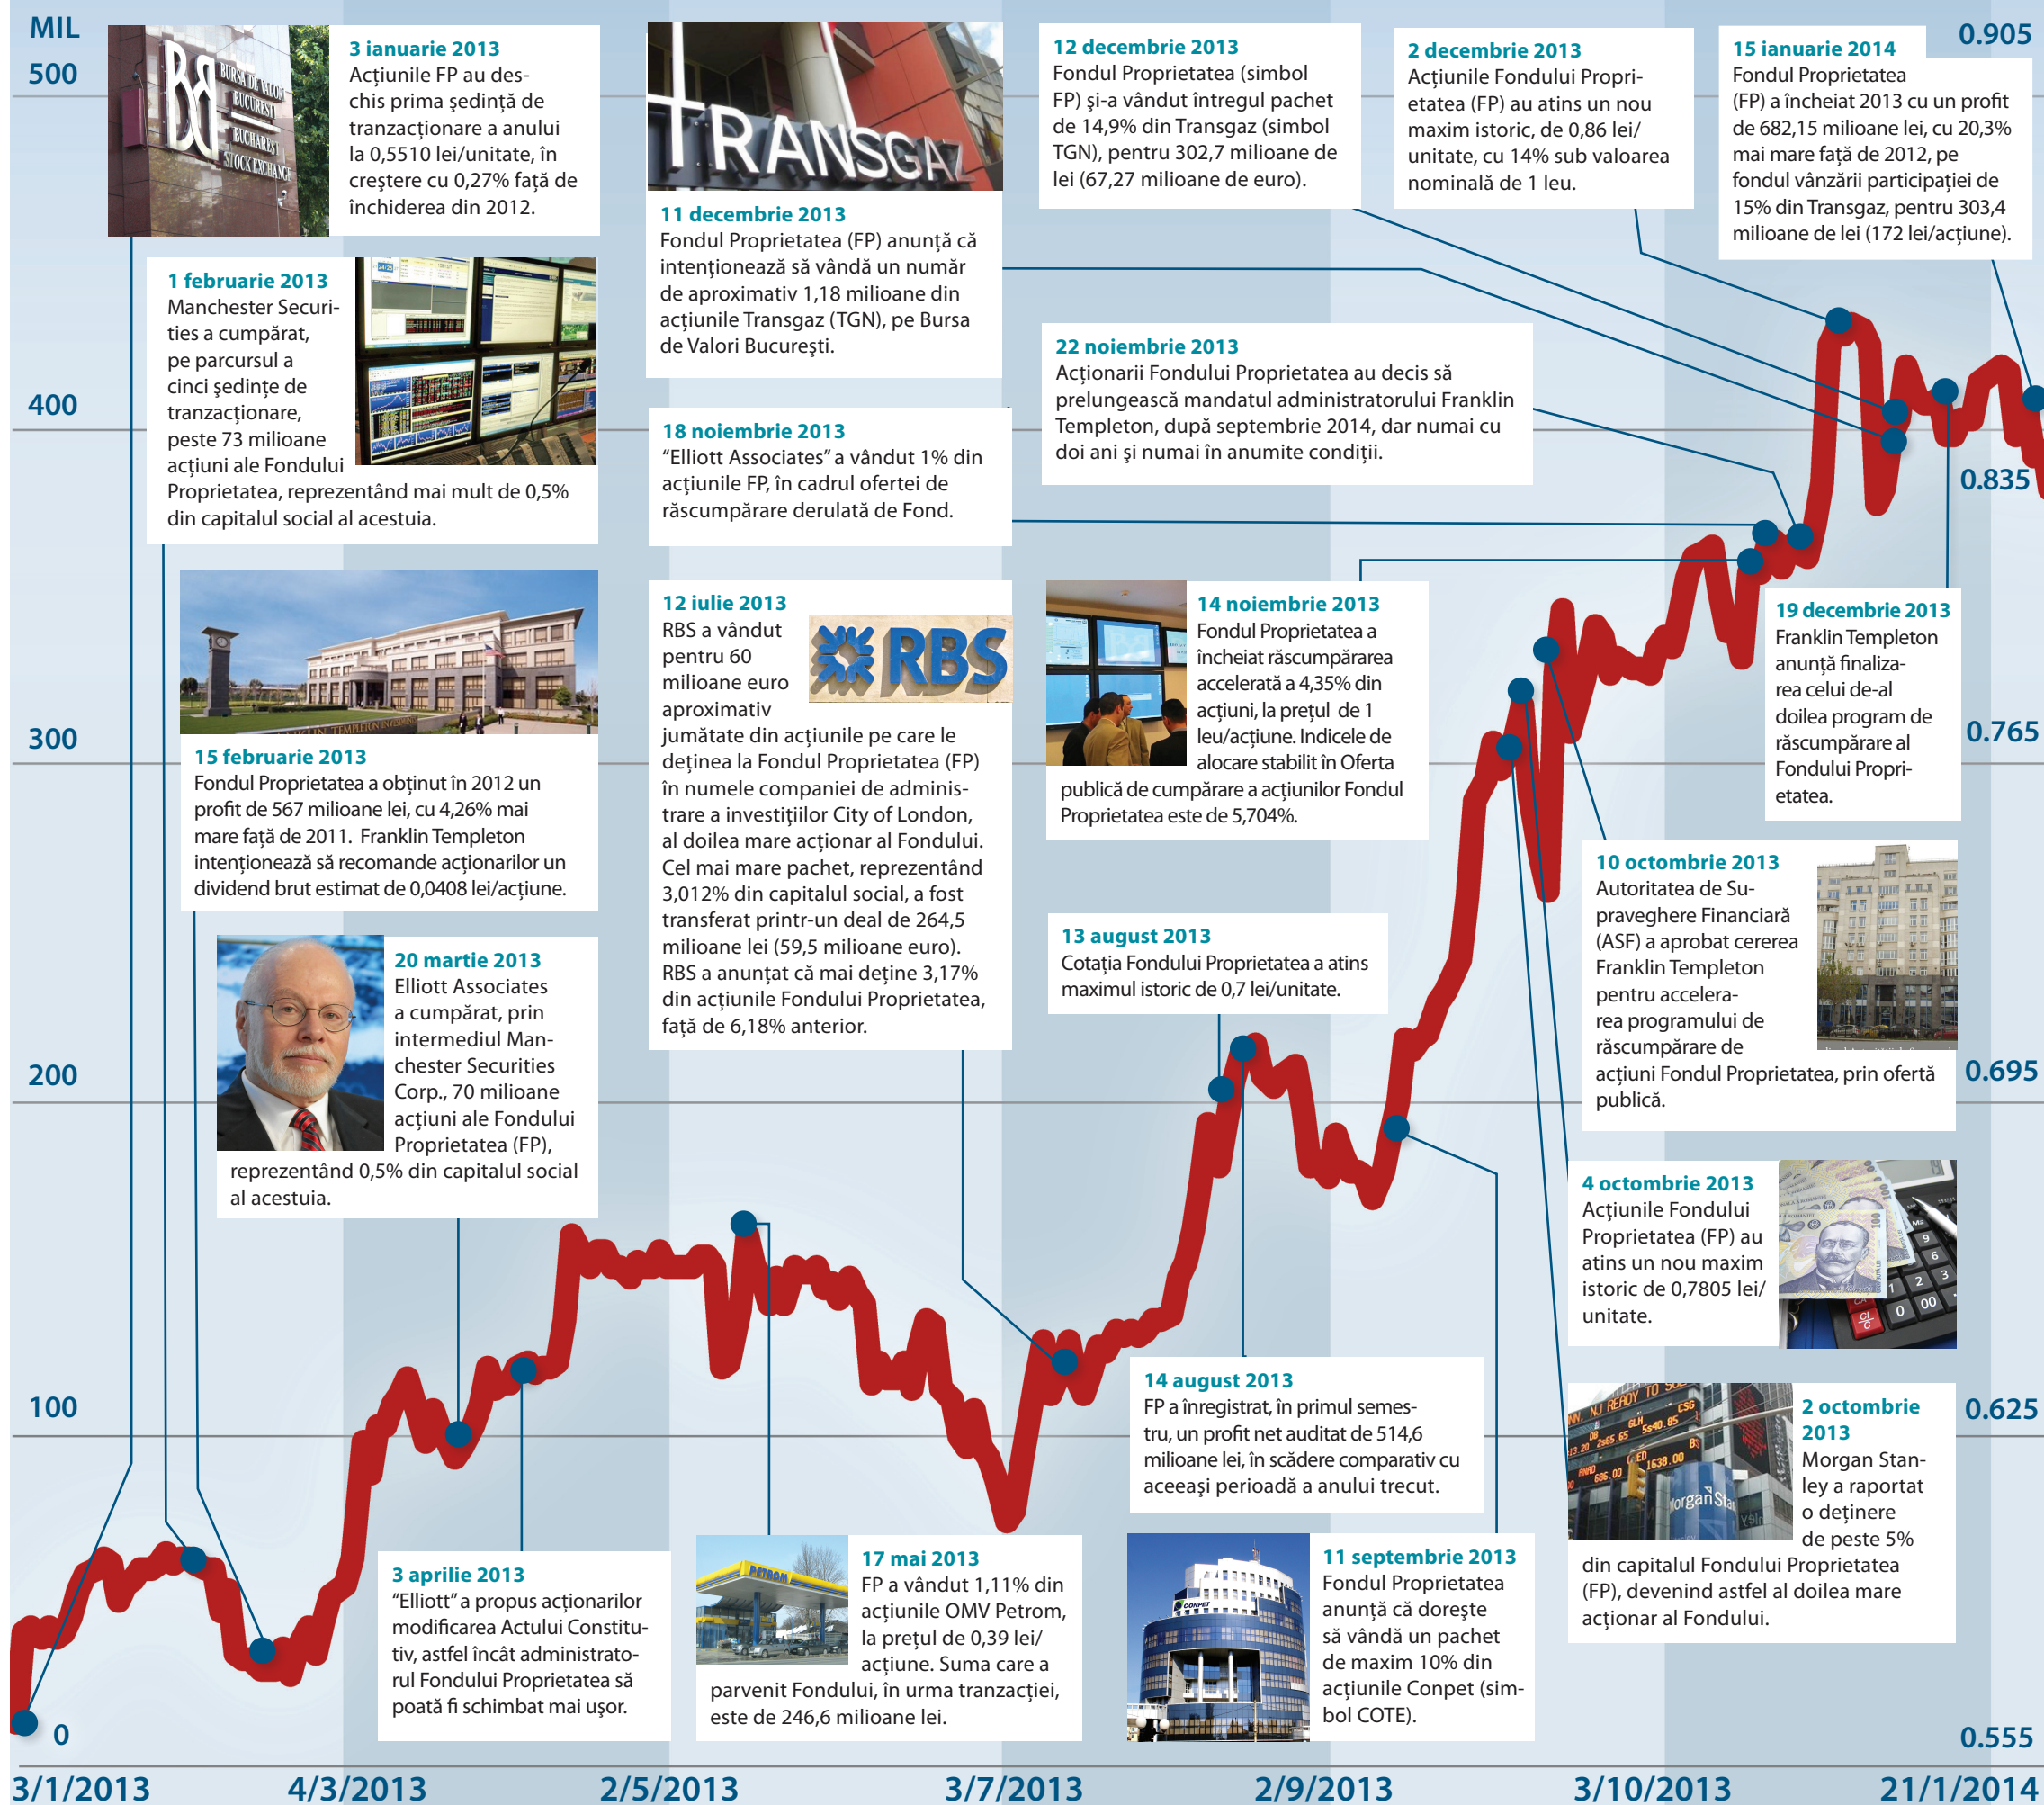 MIL
500
400
300
200
100
0
0.905
0.835
0.765
0.695
0.625
0.555
3/1/2013
4/3/2013
2/5/2013
3/7/2013
2/9/2013
3/10/2013
21/1/2014
BURSA DE VALORI
BUCUREST
BUCHAREST
STOCK EXCHANGE
3 ianuarie 2013
Acțiunile FP au des-
chis prima ședință de
tranzacționare a anului
la 0,5510 lei/unitate, în
creștere cu 0,27% față de
închiderea din 2012.
1 februarie 2013
Manchester Securi-
ties a cumpărat,
pe parcursul a
cinci ședințe de
tranzacționare,
peste 73 milioane
acțiuni ale Fondului
Proprietatea, reprezentând mai mult de 0,5%
din capitalul social al acestuia.
15 februarie 2013
Fondul Proprietatea a obținut în 2012 un
profit de 567 milioane lei, cu 4,26% mai
mare față de 2011.  Franklin Templeton
intenționează să recomande acționarilor un
dividend brut estimat de 0,0408 lei/acțiune.
20 martie 2013
Elliott Associates
a cumpărat, prin
intermediul Man-
chester Securities
Corp., 70 milioane
acțiuni ale Fondului
Proprietatea (FP),
reprezentând 0,5% din capitalul social
al acestuia.
3 aprilie 2013
“Elliott” a propus acționarilor
modificarea Actului Constitu-
tiv, astfel încât administrato-
rul Fondului Proprietatea să
poată fi schimbat mai ușor.
TRANSGAZ
11 decembrie 2013
Fondul Proprietatea (FP) anunță că
intenționează să vândă un număr
de aproximativ 1,18 milioane din
acțiunile Transgaz (TGN), pe Bursa
de Valori București.
18 noiembrie 2013
“Elliott Associates” a vândut 1% din
acțiunile FP, în cadrul ofertei de
răscumpărare derulată de Fond.
12 iulie 2013
RBS a vândut
pentru 60
milioane euro
aproximativ
jumătate din acțiunile pe care le
deținea la Fondul Proprietatea (FP)
în numele companiei de adminis-
trare a investițiilor City of London,
al doilea mare acționar al Fondului.
Cel mai mare pachet, reprezentând
3,012% din capitalul social, a fost
transferat printr-un deal de 264,5
milioane lei (59,5 milioane euro).
RBS a anunțat că mai deține 3,17%
din acțiunile Fondului Proprietatea,
față de 6,18% anterior.
RBS
PETROM
17 mai 2013
FP a vândut 1,11% din
acțiunile OMV Petrom,
la prețul de 0,39 lei/
acțiune. Suma care a
parvenit Fondului, în urma tranzacției,
este de 246,6 milioane lei.
12 decembrie 2013
Fondul Proprietatea (simbol
FP) și-a vândut întregul pachet
de 14,9% din Transgaz (simbol
TGN), pentru 302,7 milioane de
lei (67,27 milioane de euro).
2 decembrie 2013
Acțiunile Fondului Propri-
etatea (FP) au atins un nou
maxim istoric, de 0,86 lei/
unitate, cu 14% sub valoarea
nominală de 1 leu.
15 ianuarie 2014
Fondul Proprietatea
(FP) a încheiat 2013 cu un profit
de 682,15 milioane lei, cu 20,3%
mai mare față de 2012, pe
fondul vânzării participației de
15% din Transgaz, pentru 303,4
milioane de lei (172 lei/acțiune).
22 noiembrie 2013
Acționarii Fondului Proprietatea au decis să
prelungească mandatul administratorului Franklin
Templeton, după septembrie 2014, dar numai cu
doi ani și numai în anumite condiții.
14 noiembrie 2013
Fondul Proprietatea a
încheiat răscumpărarea
accelerată a 4,35% din
acțiuni, la prețul  de 1
leu/acțiune. Indicele de
alocare stabilit în Oferta
publică de cumpărare a acțiunilor Fondul
Proprietatea este de 5,704%.
13 august 2013
Cotația Fondului Proprietatea a atins
maximul istoric de 0,7 lei/unitate.
14 august 2013
FP a înregistrat, în primul semes-
tru, un profit net auditat de 514,6
milioane lei, în scădere comparativ cu
aceeași perioadă a anului trecut.
CONPET
11 septembrie 2013
Fondul Proprietatea
anunță că dorește
să vândă un pachet
de maxim 10% din
acțiunile Conpet (sim-
bol COTE).
19 decembrie 2013
Franklin Templeton
anunță finaliza-
rea celui de-al
doilea program de
răscumpărare al
Fondului Propri-
etatea.
10 octombrie 2013
Autoritatea de Su-
praveghere Financiară
(ASF) a aprobat cererea
Franklin Templeton
pentru accelera-
rea programului de
răscumpărare de
acțiuni Fondul Proprietatea, prin ofertă
publică.
4 octombrie 2013
Acțiunile Fondului
Proprietatea (FP) au
atins un nou maxim
istoric de 0,7805 lei/
unitate.
2 octombrie
2013
Morgan Stan-
ley a raportat
o deținere
de peste 5%
din capitalul Fondului Proprietatea
(FP), devenind astfel al doilea mare
acționar al Fondului.